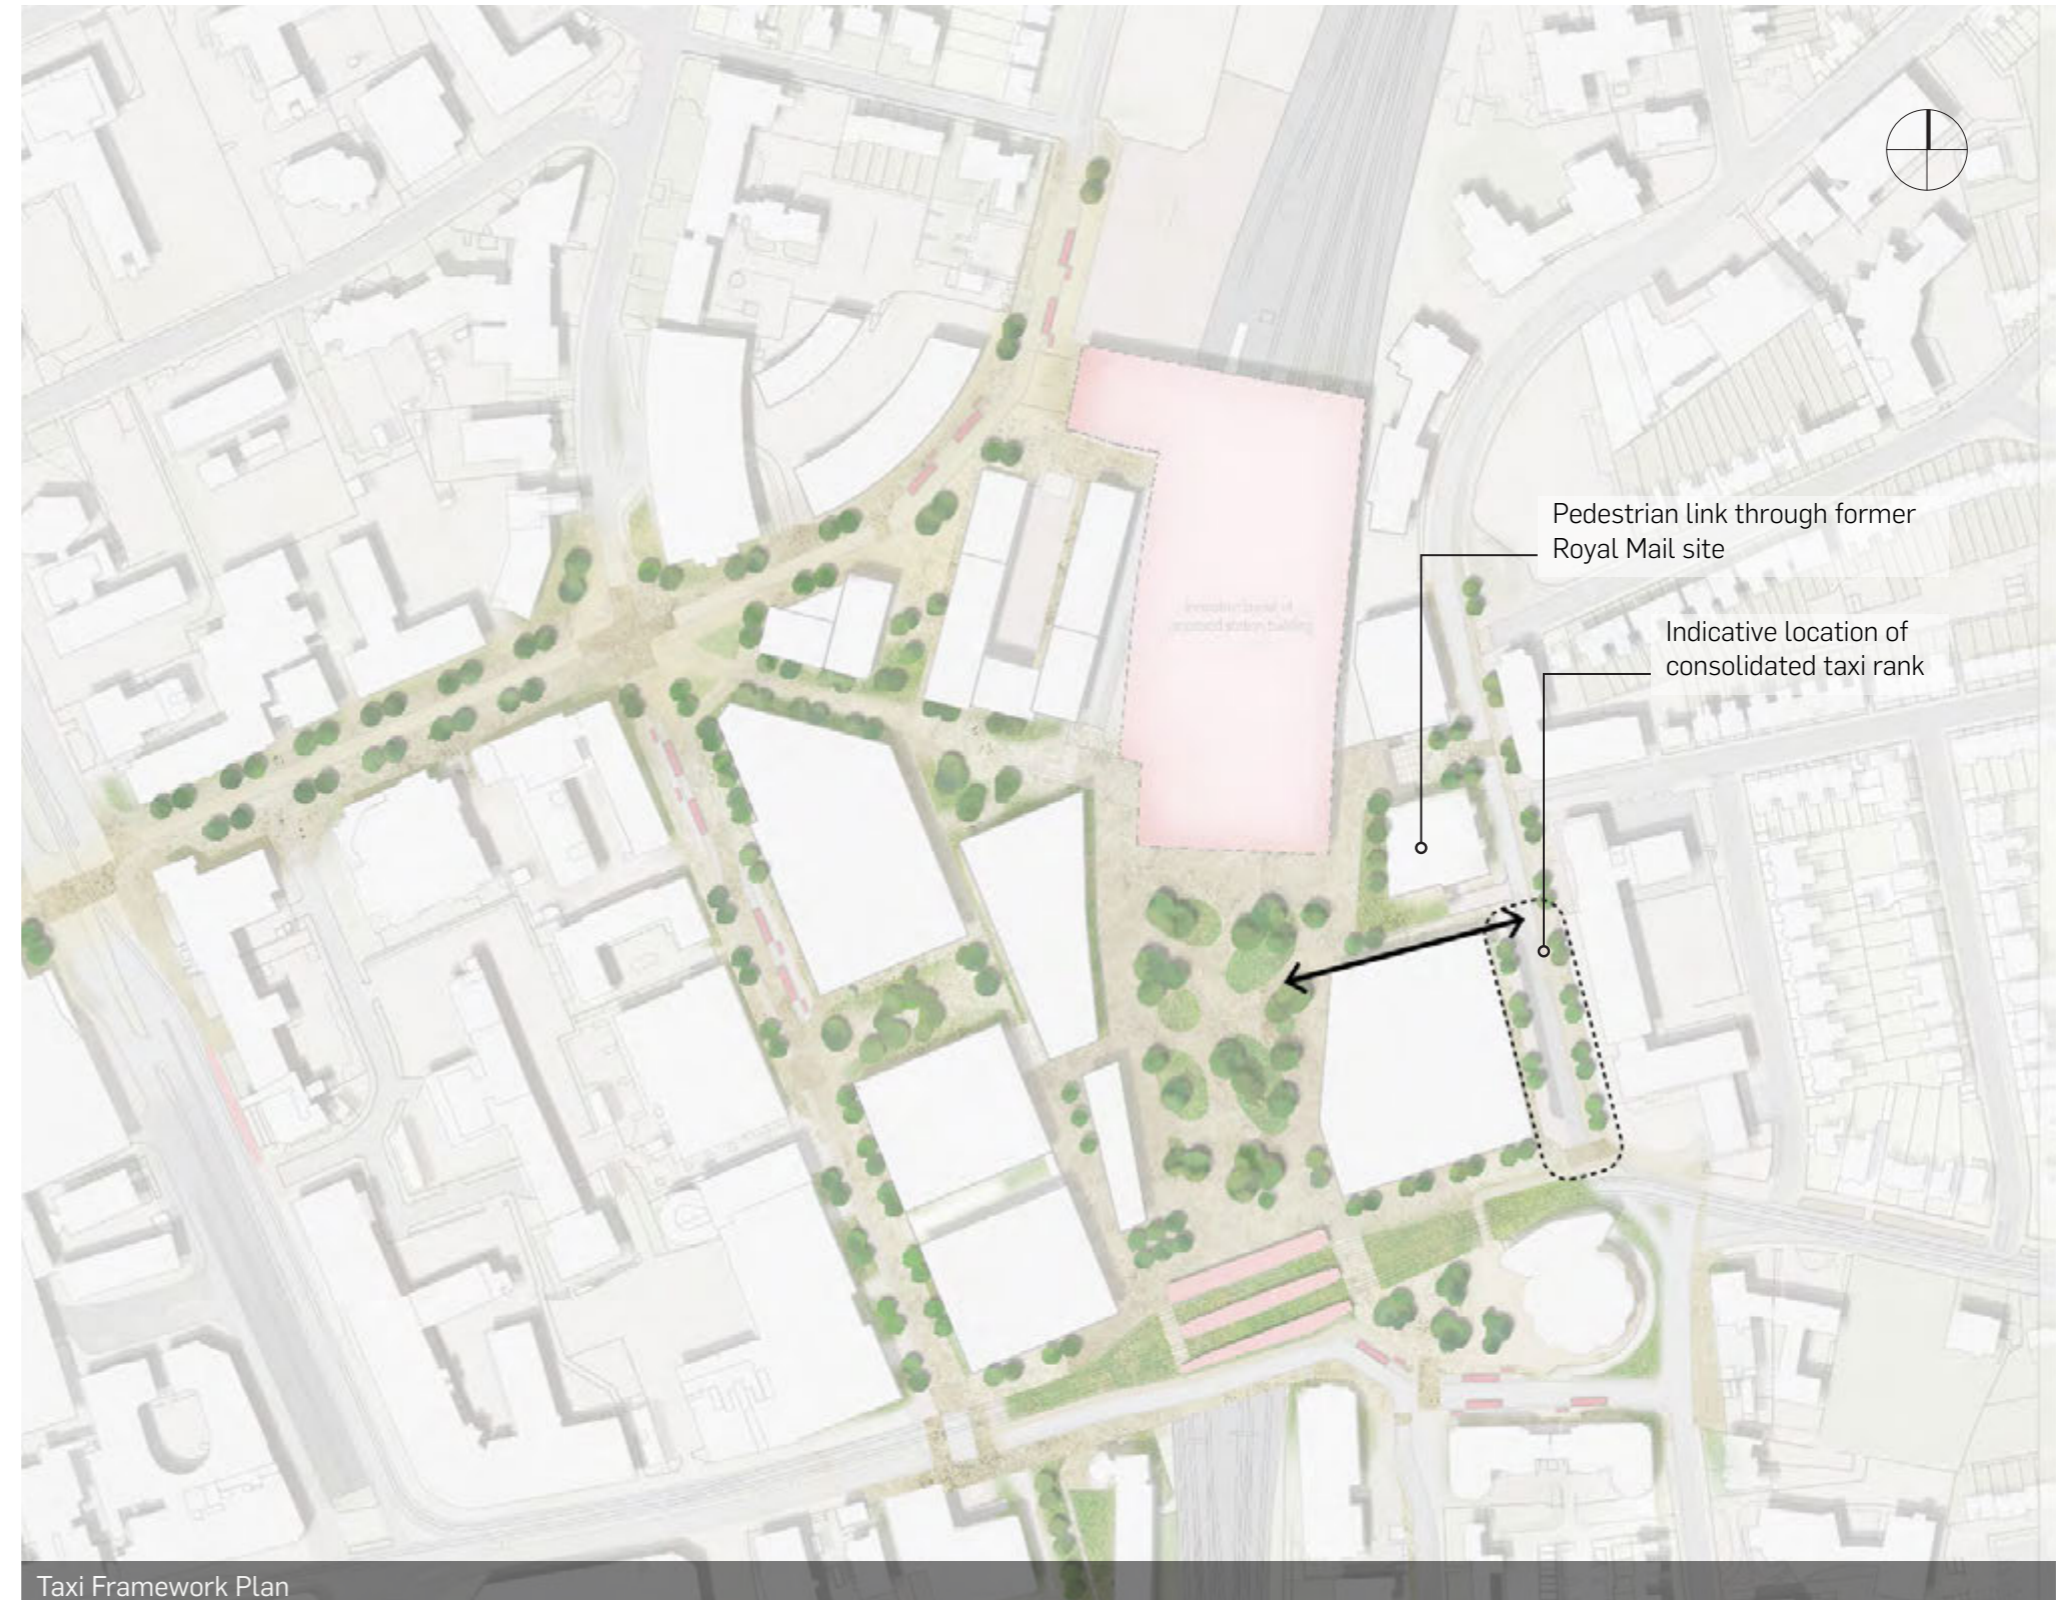 Pedestrian link through former
Royal Mail site
Indicative location of
consolidated taxi rank
Taxi Framework Plan